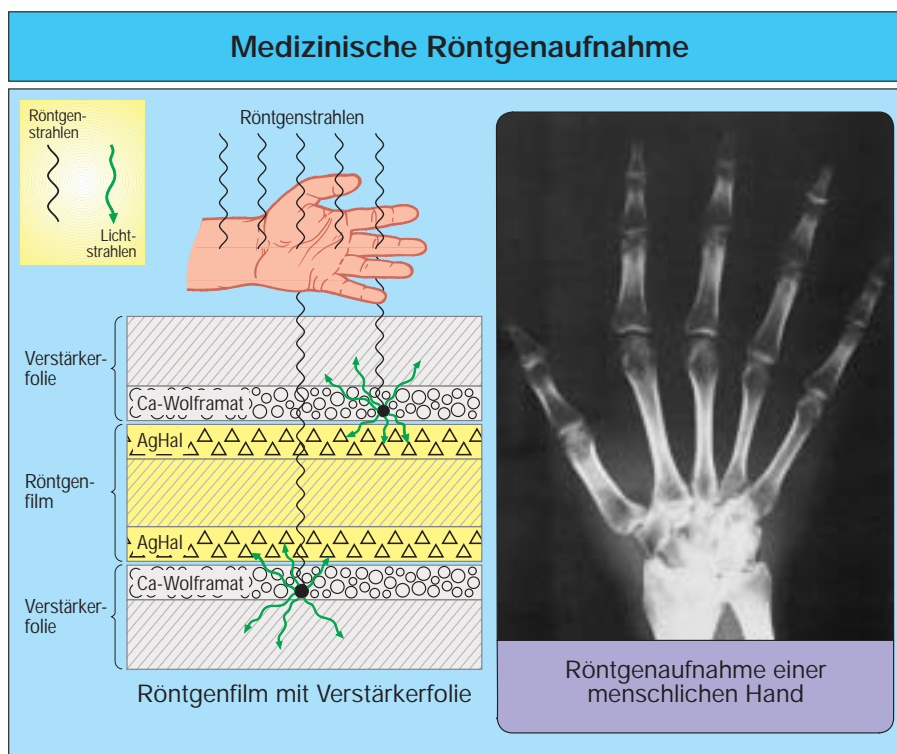 Medizinische Röntgenaufnahme
Röntgen-
strahlen
Licht-
strahlen
Röntgenstrahlen
Verstärker-
folie
Ca-Wolframat
AgHal
Röntgen-
film
AgHal
Ca-Wolframat
Verstärker-
folie
Röntgenfilm mit Verstärkerfolie
Röntgenaufnahme einer
menschlichen Hand